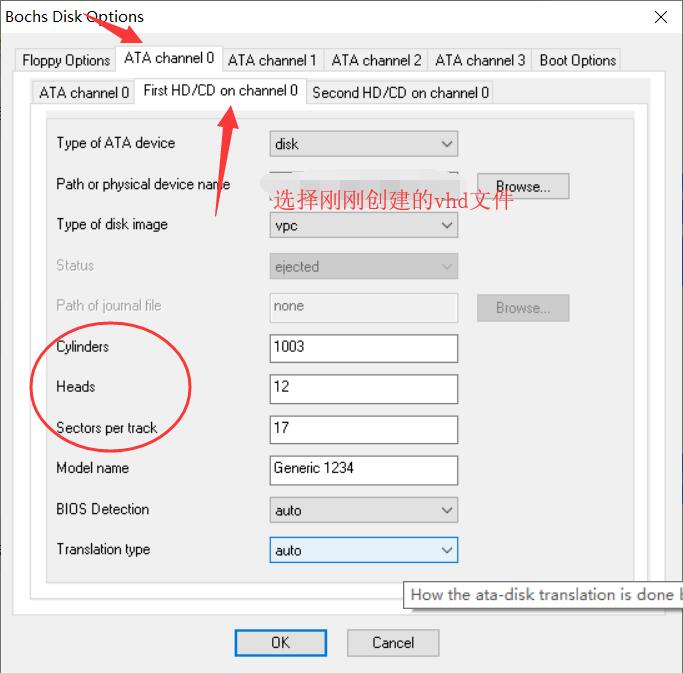 Bochs Disk Options
Floppy Options ATA channel 0 ATA channel 1 ATA channel 2 ATA channel 3 Boot Options
ATA channel 0 First HD/CD on channel 0 Second HD/CD on channel 0
Type of ATA device disk
Path or physical device name Browse...
选择刚刚创建的vhd文件
Type of disk image vpc
Status ejected
Path of journal file none Browse...
Cylinders 1003
Heads 12
Sectors per track 17
Model name Generic 1234
BIOS Detection auto
Translation type auto
How the ata-disk translation is done
OK Cancel